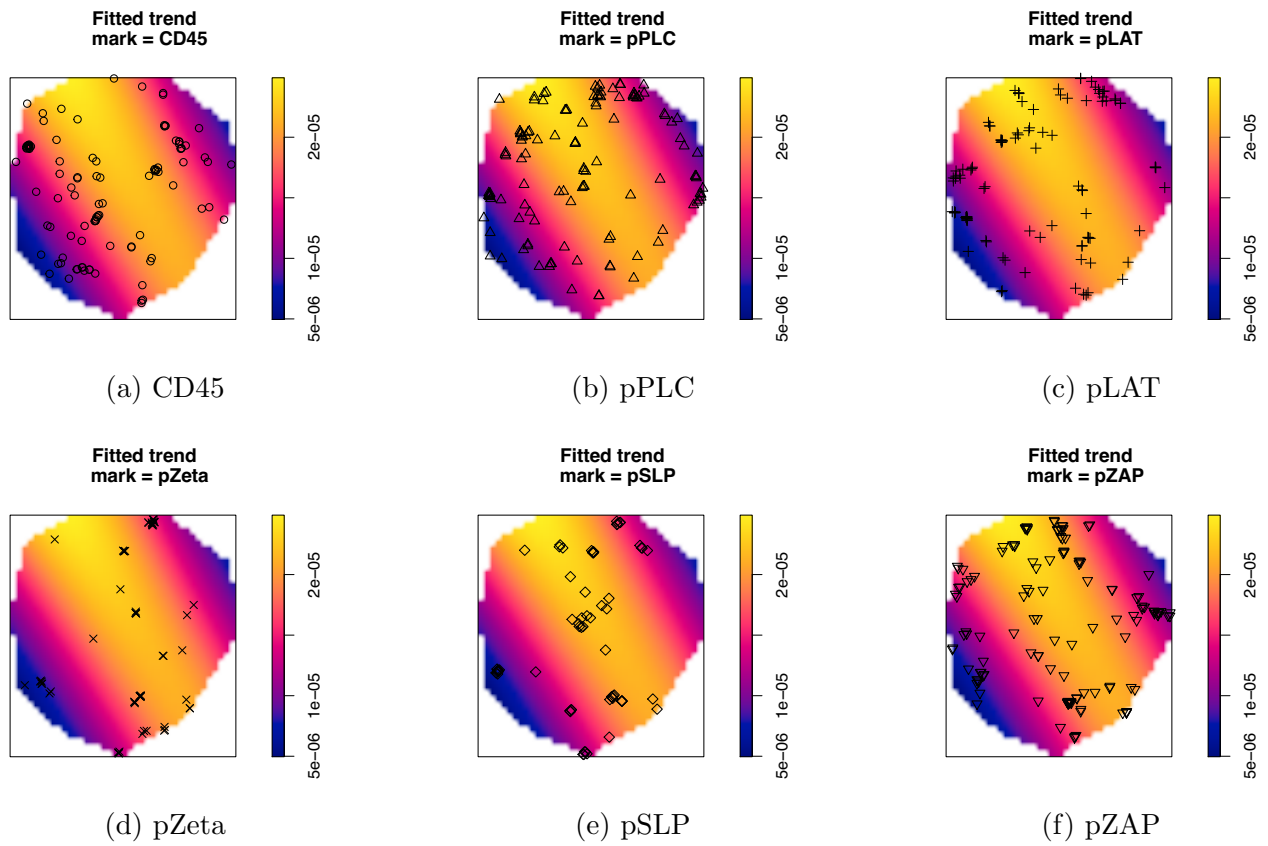 Fitted trend
mark = CD45
5e−06
1e−05
2e−05
(a) CD45
Fitted trend
mark = pPLC
5e−06
1e−05
2e−05
(b) pPLC
Fitted trend
mark = pLAT
5e−06
1e−05
2e−05
(c) pLAT
Fitted trend
mark = pZeta
5e−06
1e−05
2e−05
(d) pZeta
Fitted trend
mark = pSLP
5e−06
1e−05
2e−05
(e) pSLP
Fitted trend
mark = pZAP
5e−06
1e−05
2e−05
(f) pZAP